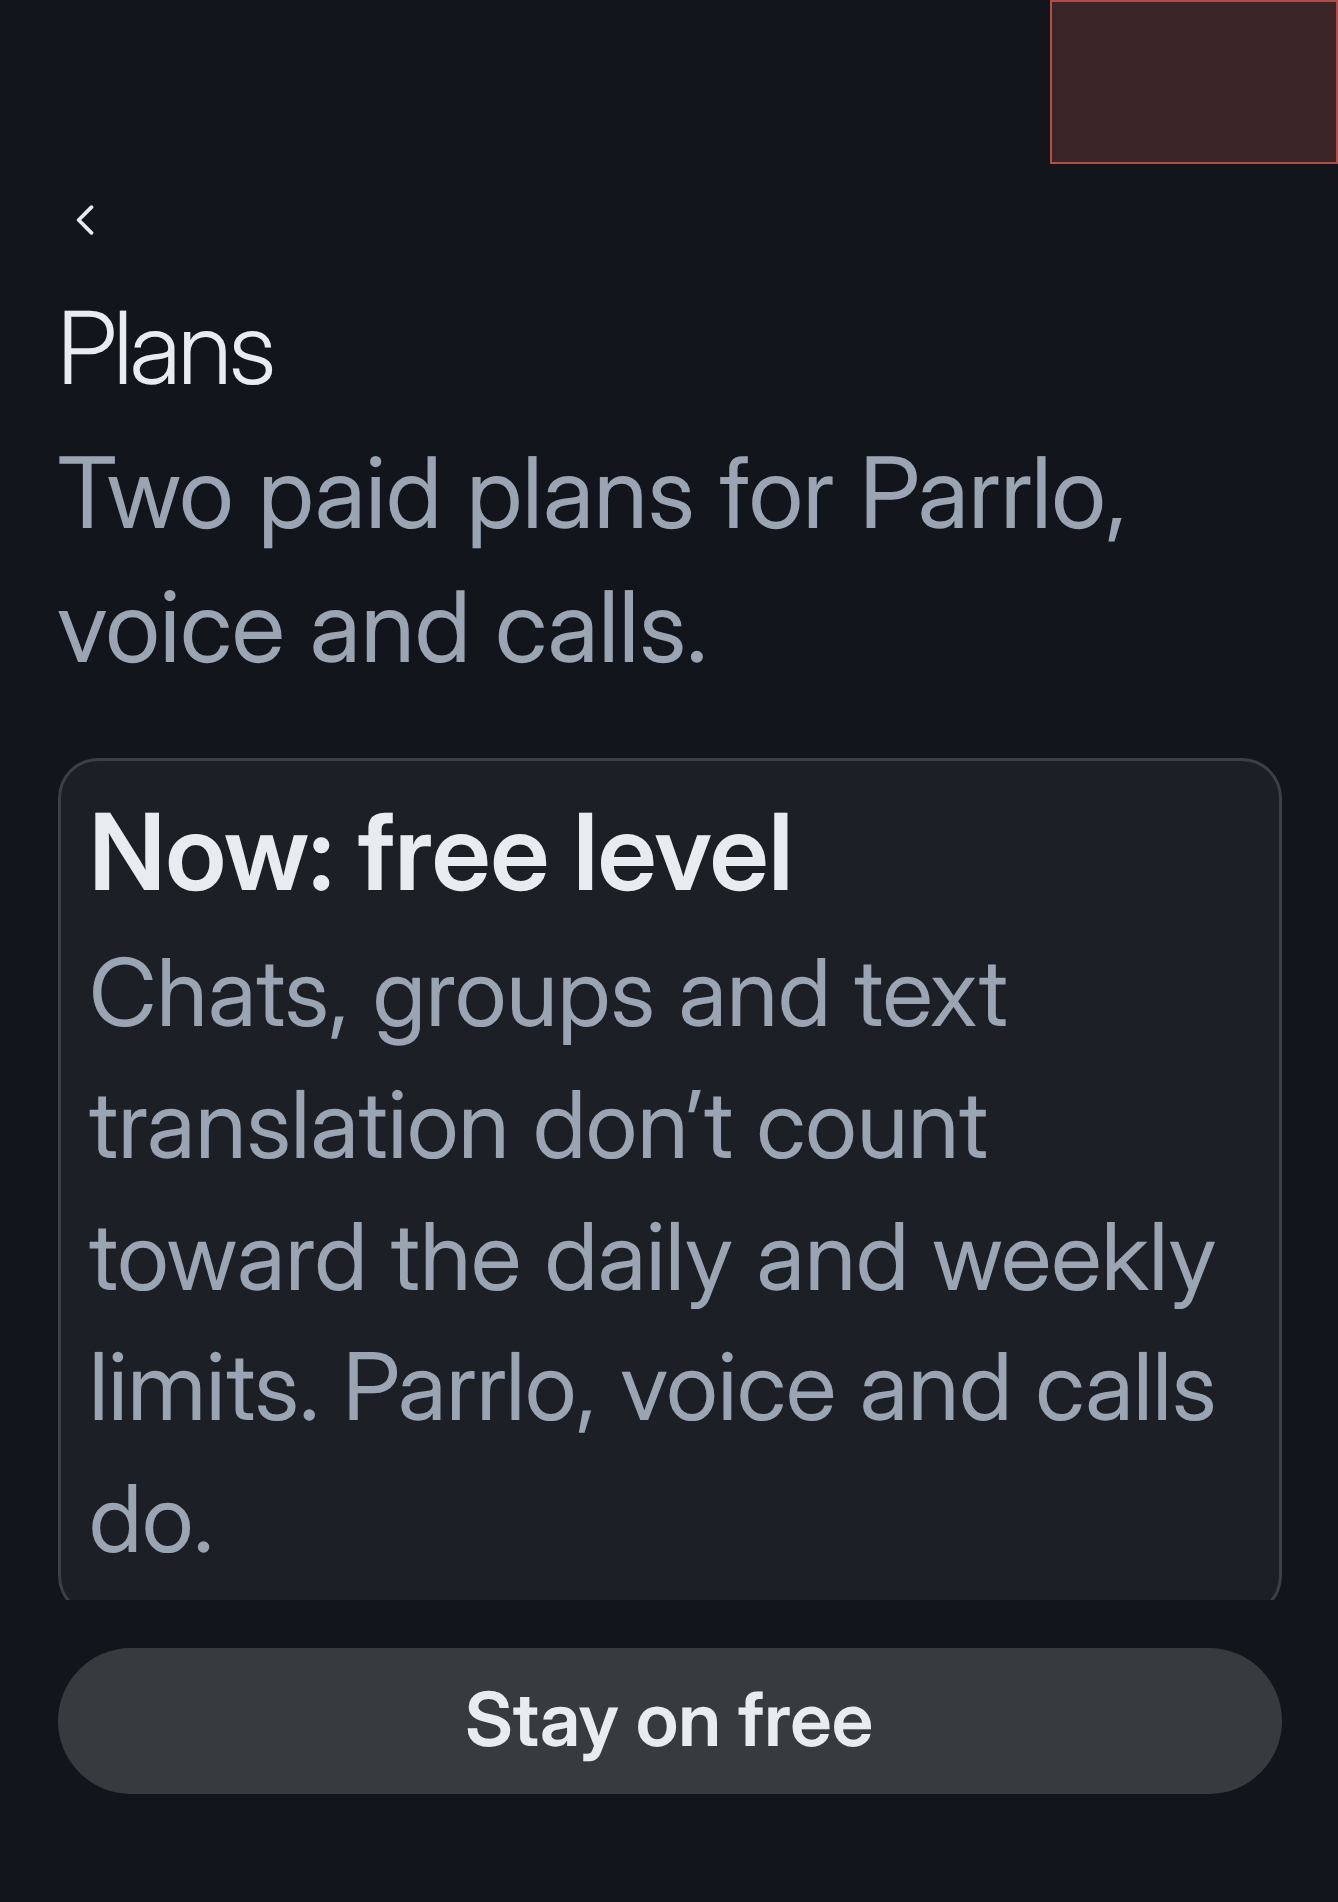 Plans
Two paid plans for Parrlo,
voice and calls.
Now: free level
Chats, groups and text
translation don’t count
toward the daily and weekly
limits. Parrlo, voice and calls
do.
Stay on free